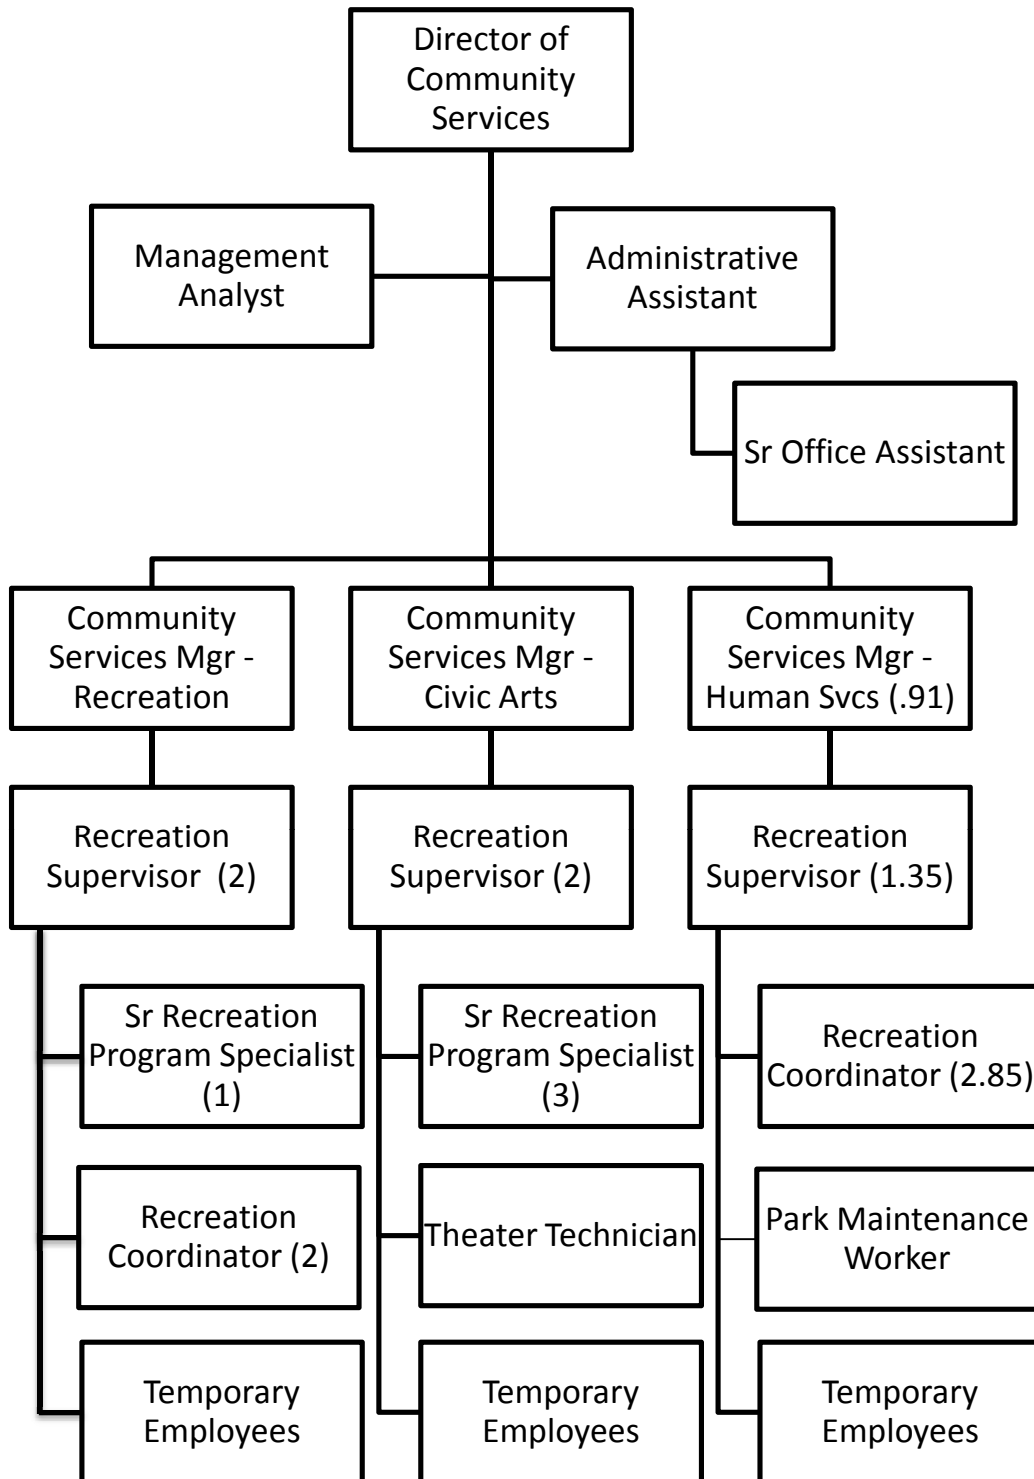 Director of
Community
Services
Management
Analyst
Administrative
Assistant
Sr Office Assistant
Community
Services Mgr -
Recreation
Community
Services Mgr -
Civic Arts
Community
Services Mgr -
Human Svcs (.91)
Recreation
Supervisor  (2)
Recreation
Supervisor (2)
Recreation
Supervisor (1.35)
Sr Recreation
Program Specialist
(1)
Sr Recreation
Program Specialist
(3)
Recreation
Coordinator (2.85)
Recreation
Coordinator (2)
Theater Technician
Park Maintenance
Worker
Temporary
Employees
Temporary
Employees
Temporary
Employees